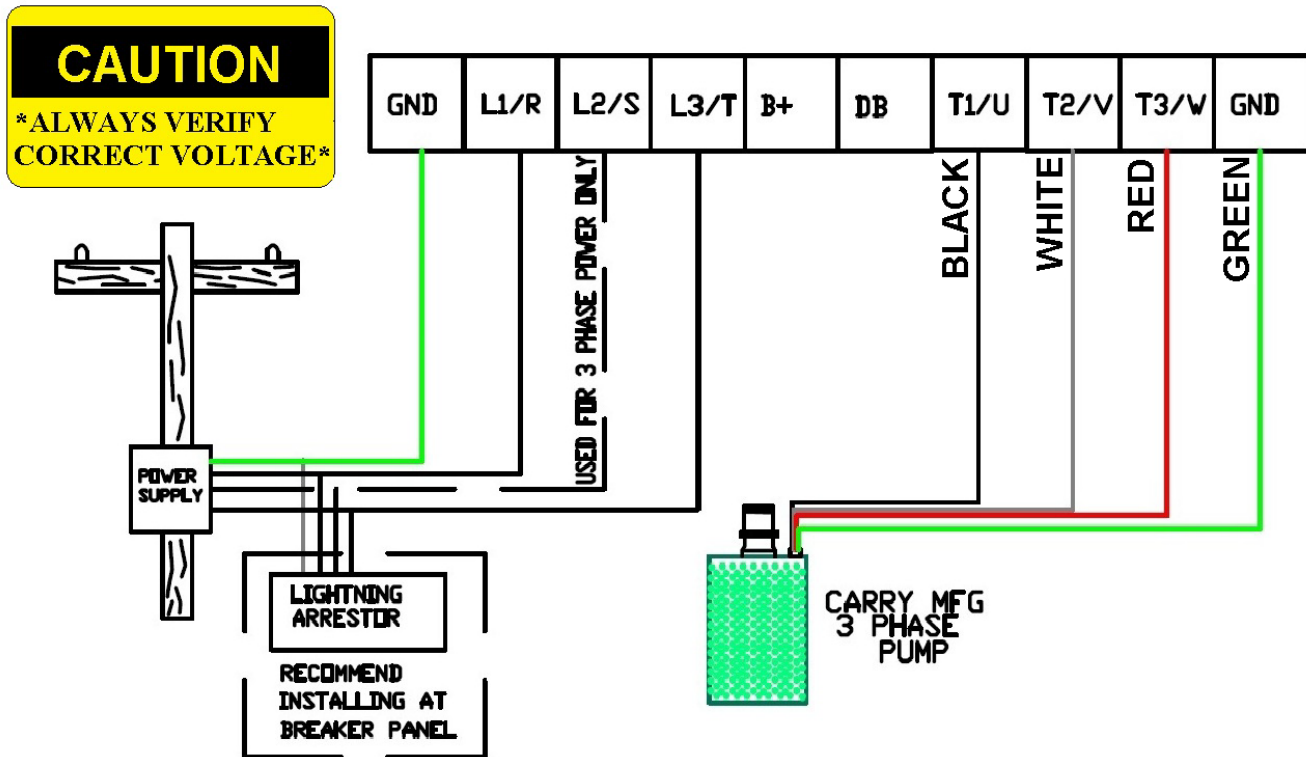 CAUTION
*ALWAYS VERIFY
CORRECT VOLTAGE*
GND L1/R L2/S L3/T B+ DB T1/U T2/V T3/W GND
USED FOR 3 PHASE POWER ONLY
BLACK
WHITE
RED
GREEN
POWER
SUPPLY
LIGHTNING
ARRESTOR
RECOMMEND
INSTALLING AT
BREAKER PANEL
CARRY MFG
3 PHASE
PUMP